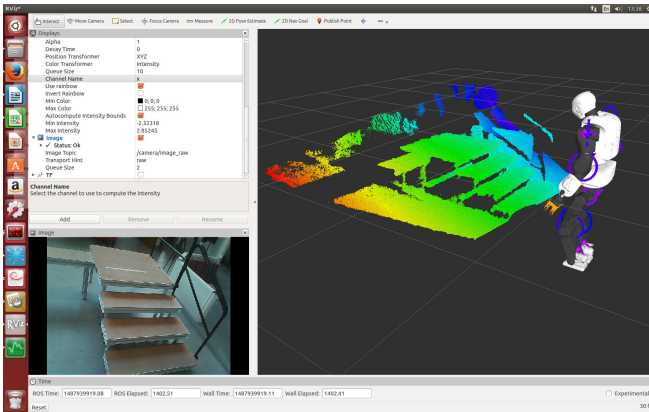 RViz*
En
13:38
Interact Move Camera Select Focus Camera Measure 2D Pose Estimate 2D Nav Goal Publish Point
Displays
Alpha 1
Decay Time 0
Position Transformer XYZ
Color Transformer Intensity
Queue Size 10
Channel Name x
Use rainbow
Invert Rainbow
Min Color 0; 0; 0
Max Color 255; 255; 255
Autocompute Intensity Bounds
Min Intensity -2.32318
Max Intensity 2.85245
Image
Status: Ok
Image Topic /camera/image_raw
Transport Hint raw
Queue Size 2
TF
Channel Name
Select the channel to use to compute the intensity
Add Remove Rename
Image
Time
ROS Time: 1487939919.08 ROS Elapsed: 1402.51 Wall Time: 1487939919.11 Wall Elapsed: 1402.41 Experimental
Reset